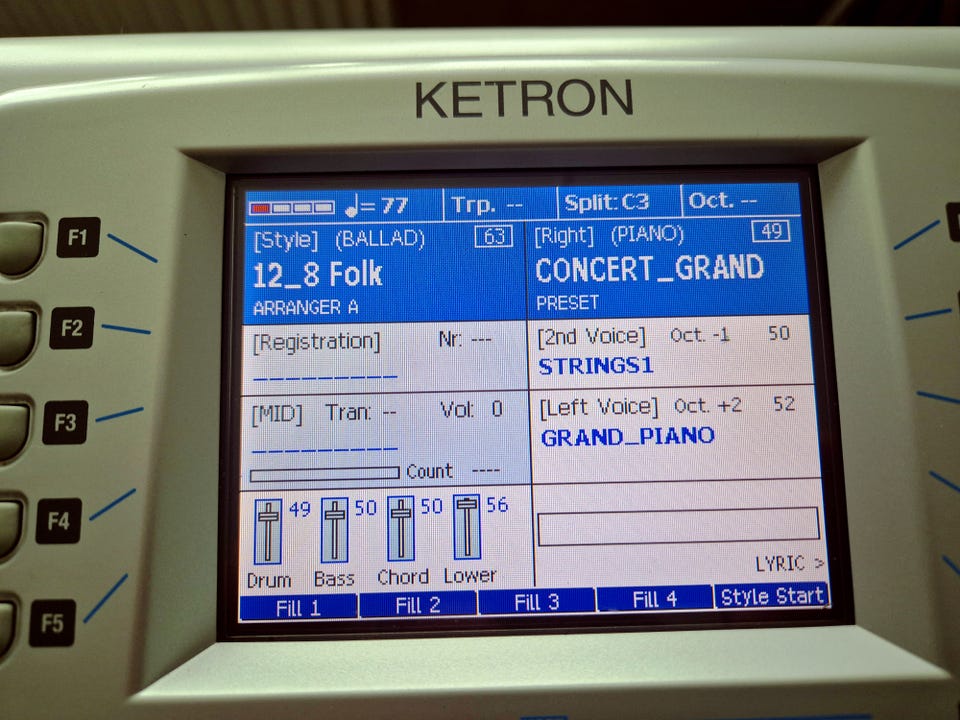 KETRON
= 77 Trp. -- Split: C3 Oct. --
F1
[Style] (BALLAD) 63
12_8 Folk
ARRANGER A
[Right] (PIANO) 49
CONCERT_GRAND
PRESET
F2
[Registration] Nr: ---
_________
[2nd Voice] Oct. -1 50
STRINGS1
F3
[MID] Tran: -- Vol: 0
_________
Count ----
[Left Voice] Oct. +2 52
GRAND_PIANO
F4
49 50 50 56
Drum Bass Chord Lower
LYRIC >
F5
Fill 1 Fill 2 Fill 3 Fill 4 Style Start